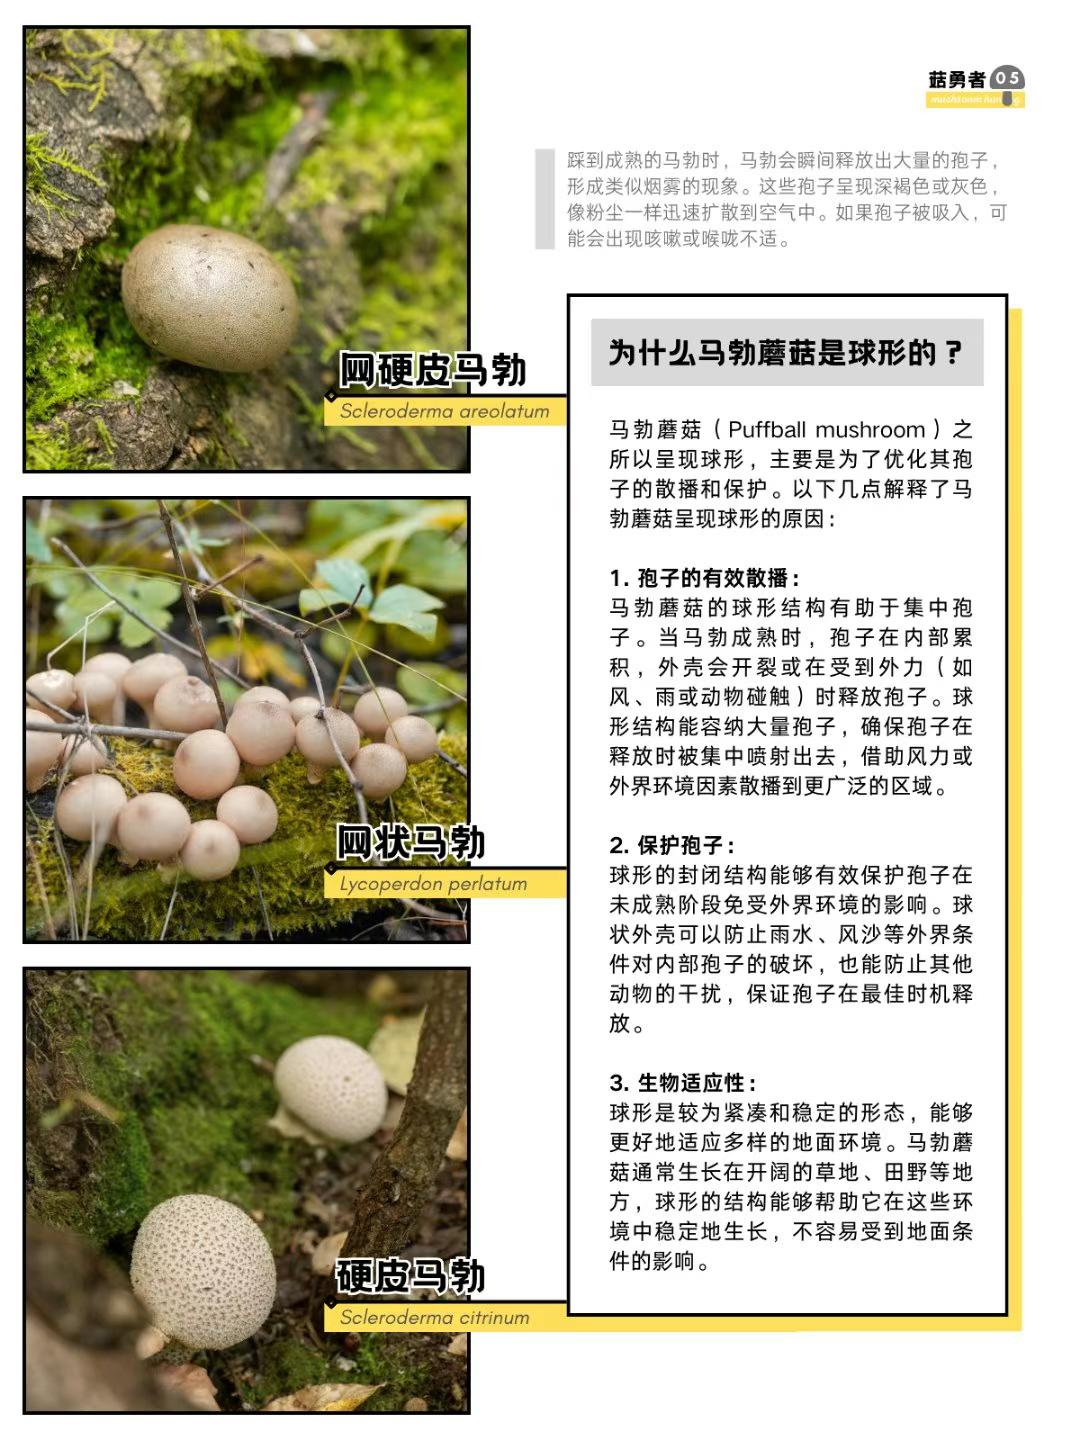 菇勇者 05
mushroom hunting
踩到成熟的马勃时，马勃会瞬间释放出大量的孢子，
形成类似烟雾的现象。这些孢子呈现深褐色或灰色，
像粉尘一样迅速扩散到空气中。如果孢子被吸入，可
能会出现咳嗽或喉咙不适。
网硬皮马勃
Scleroderma areolatum
网状马勃
Lycoperdon perlatum
硬皮马勃
Scleroderma citrinum
为什么马勃蘑菇是球形的？
马勃蘑菇（Puffball mushroom）之
所以呈现球形，主要是为了优化其孢
子的散播和保护。以下几点解释了马
勃蘑菇呈现球形的原因：
1. 孢子的有效散播：
马勃蘑菇的球形结构有助于集中孢
子。当马勃成熟时，孢子在内部累
积，外壳会开裂或在受到外力（如
风、雨或动物碰触）时释放孢子。球
形结构能容纳大量孢子，确保孢子在
释放时被集中喷射出去，借助风力或
外界环境因素散播到更广泛的区域。
2. 保护孢子：
球形的封闭结构能够有效保护孢子在
未成熟阶段免受外界环境的影响。球
状外壳可以防止雨水、风沙等外界条
件对内部孢子的破坏，也能防止其他
动物的干扰，保证孢子在最佳时机释
放。
3. 生物适应性：
球形是较为紧凑和稳定的形态，能够
更好地适应多样的地面环境。马勃蘑
菇通常生长在开阔的草地、田野等地
方，球形的结构能够帮助它在这些环
境中稳定地生长，不容易受到地面条
件的影响。